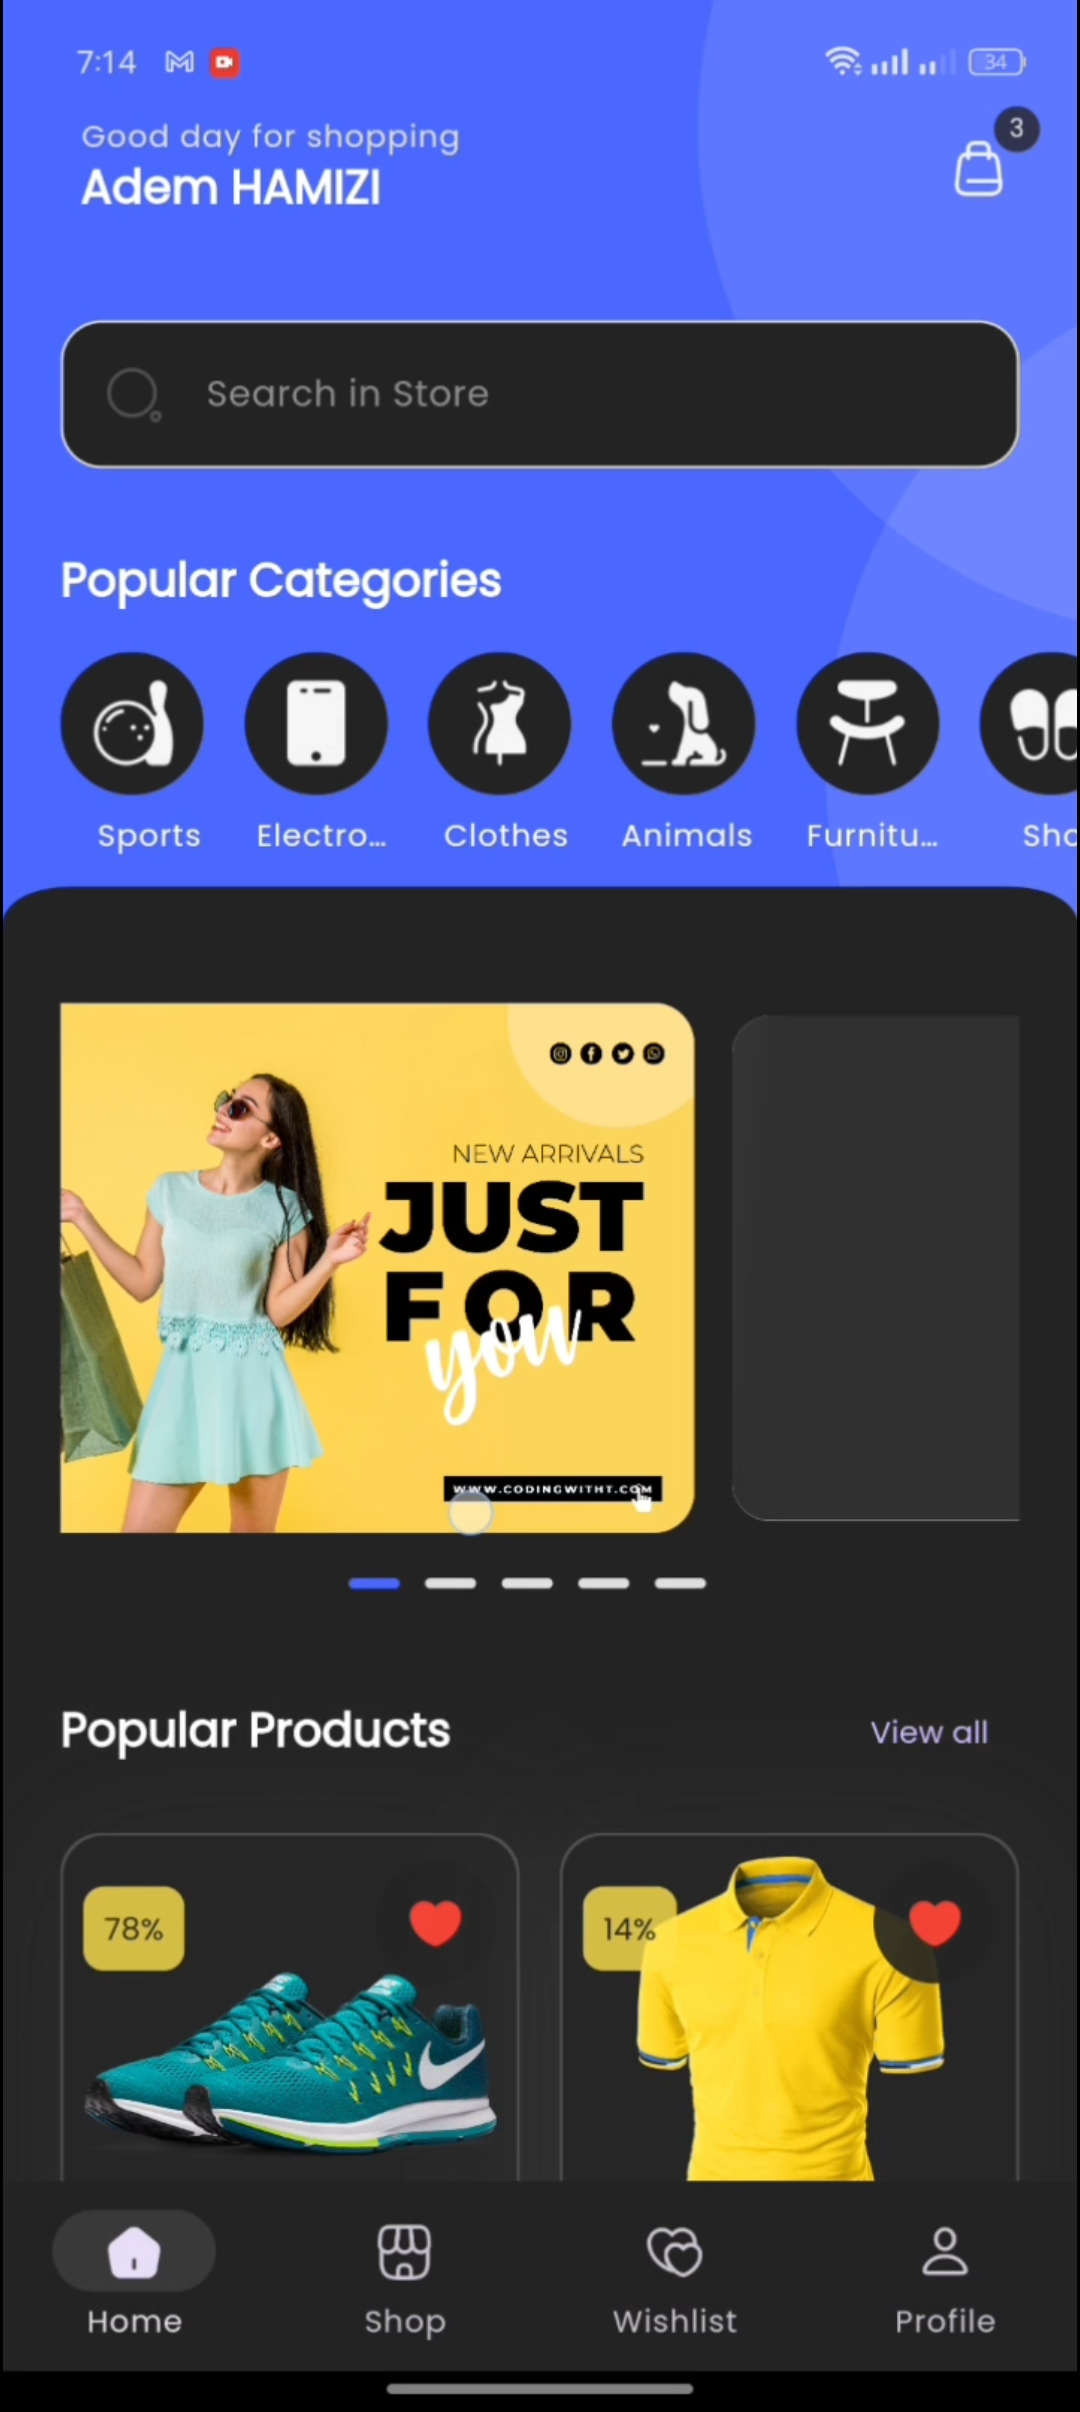 7:14
34
Good day for shopping
3
Adem HAMIZI
Search in Store
Popular Categories
Sports
Electro...
Clothes
Animals
Furnitu...
Sho
NEW ARRIVALS
JUST
FOR
you
WWW.CODINGWITHT.COM
Popular Products
View all
78%
14%
Home
Shop
Wishlist
Profile